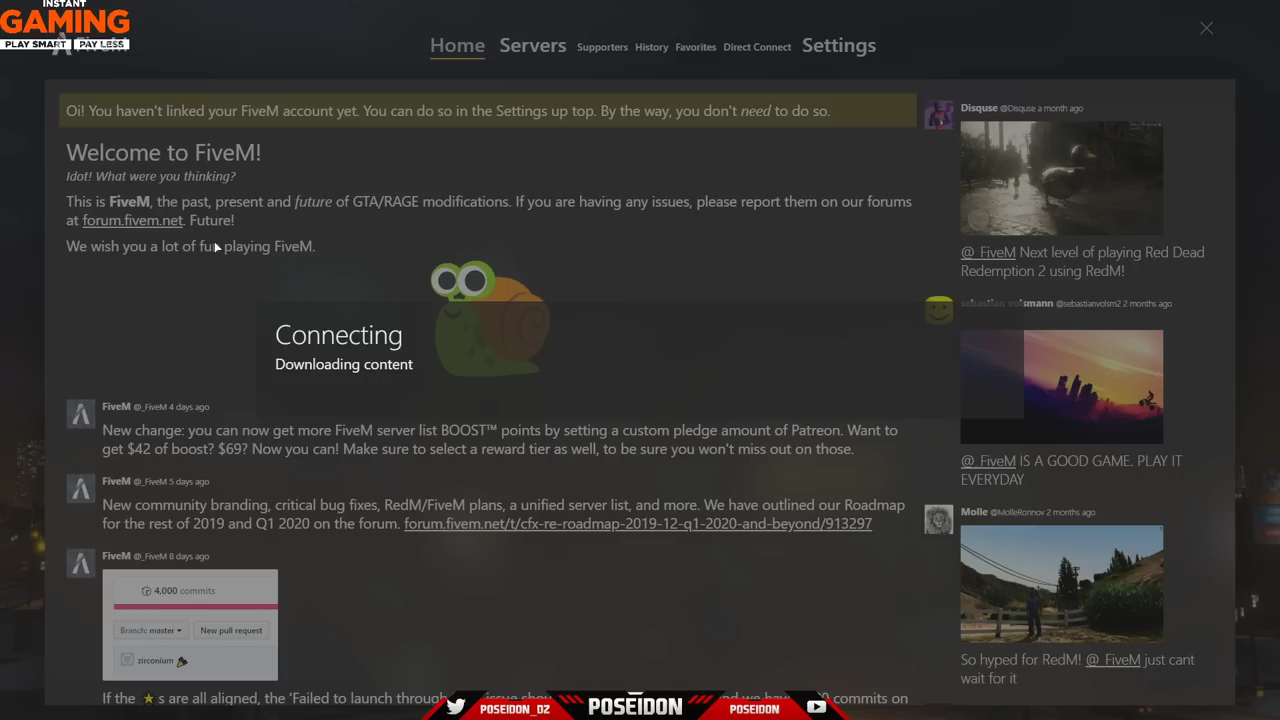 INSTANT
GAMING
PLAY SMART PAY LESS
Home Servers Supporters History Favorites Direct Connect Settings
Oi! You haven't linked your FiveM account yet. You can do so in the Settings up top. By the way, you don't need to do so.
Welcome to FiveM!
Idot! What were you thinking?
This is FiveM, the past, present and future of GTA/RAGE modifications. If you are having any issues, please report them on our forums
at forum.fivem.net. Future!
We wish you a lot of fun playing FiveM.
Connecting
Downloading content
FiveM @_FiveM 4 days ago
New change: you can now get more FiveM server list BOOST™ points by setting a custom pledge amount of Patreon. Want to
get $42 of boost? $69? Now you can! Make sure to select a reward tier as well, to be sure you won't miss out on those.
FiveM @_FiveM 5 days ago
New community branding, critical bug fixes, RedM/FiveM plans, a unified server list, and more. We have outlined our Roadmap
for the rest of 2019 and Q1 2020 on the forum. forum.fivem.net/t/cfx-re-roadmap-2019-12-q1-2020-and-beyond/913297
FiveM @_FiveM 8 days ago
4,000 commits
Branch: master New pull request
zirconium
If the ★s are all aligned, the 'Failed to launch through
commits on
Disquse @Disquse a month ago
@_FiveM Next level of playing Red Dead
Redemption 2 using RedM!
sebastian volsmann @sebastianvolsm2 2 months ago
@_FiveM IS A GOOD GAME. PLAY IT
EVERYDAY
Molle @MolleRonnov 2 months ago
So hyped for RedM! @_FiveM just cant
wait for it
POSEIDON_DZ POSEIDON POSEIDON